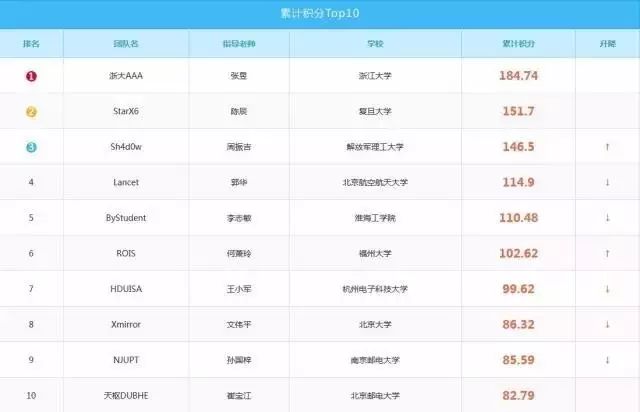 累计积分Top10
排名 团队名 指导老师 学校 累计积分 升降
1 浙大AAA 张昱 浙江大学 184.74
2 StarX6 陈辰 复旦大学 151.7
3 Sh4d0w 周振吉 解放军理工大学 146.5 ↑
4 Lancet 郭华 北京航空航天大学 114.9 ↓
5 ByStudent 李志敏 淮海工学院 110.48 ↓
6 ROIS 何萧玲 福州大学 102.62 ↑
7 HDUISA 王小军 杭州电子科技大学 99.62 ↓
8 Xmirror 文伟平 北京大学 86.32 ↓
9 NJUPT 孙国梓 南京邮电大学 85.59 ↓
10 天枢DUBHE 崔宝江 北京邮电大学 82.79